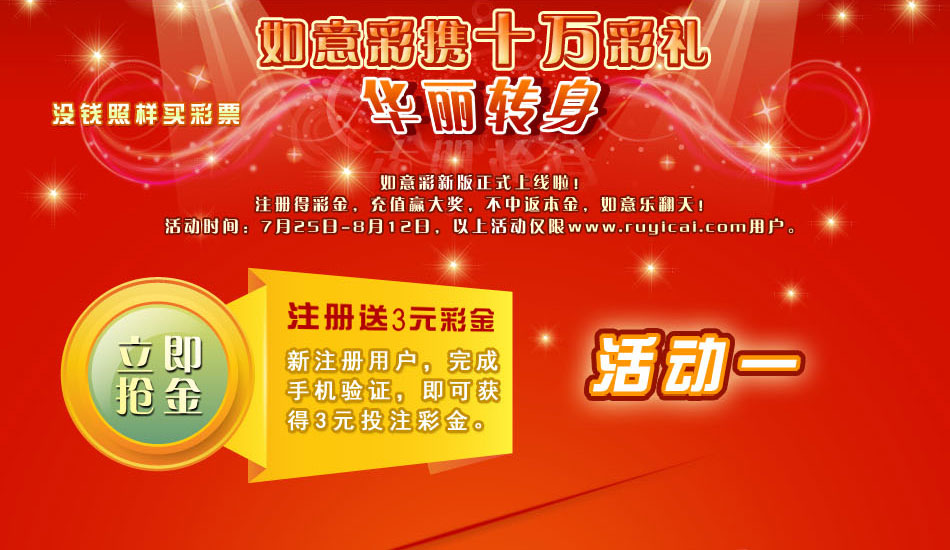 如意彩携十万彩礼
华丽转身
没钱照样买彩票
如意彩新版正式上线啦！
注册得彩金，充值赢大奖，不中返本金，如意乐翻天！
活动时间：7月25日-8月12日，以上活动仅限www.ruyicai.com用户。
立即
抢金
注册送3元彩金
新注册用户，完成
手机验证，即可获
得3元投注彩金。
活动一